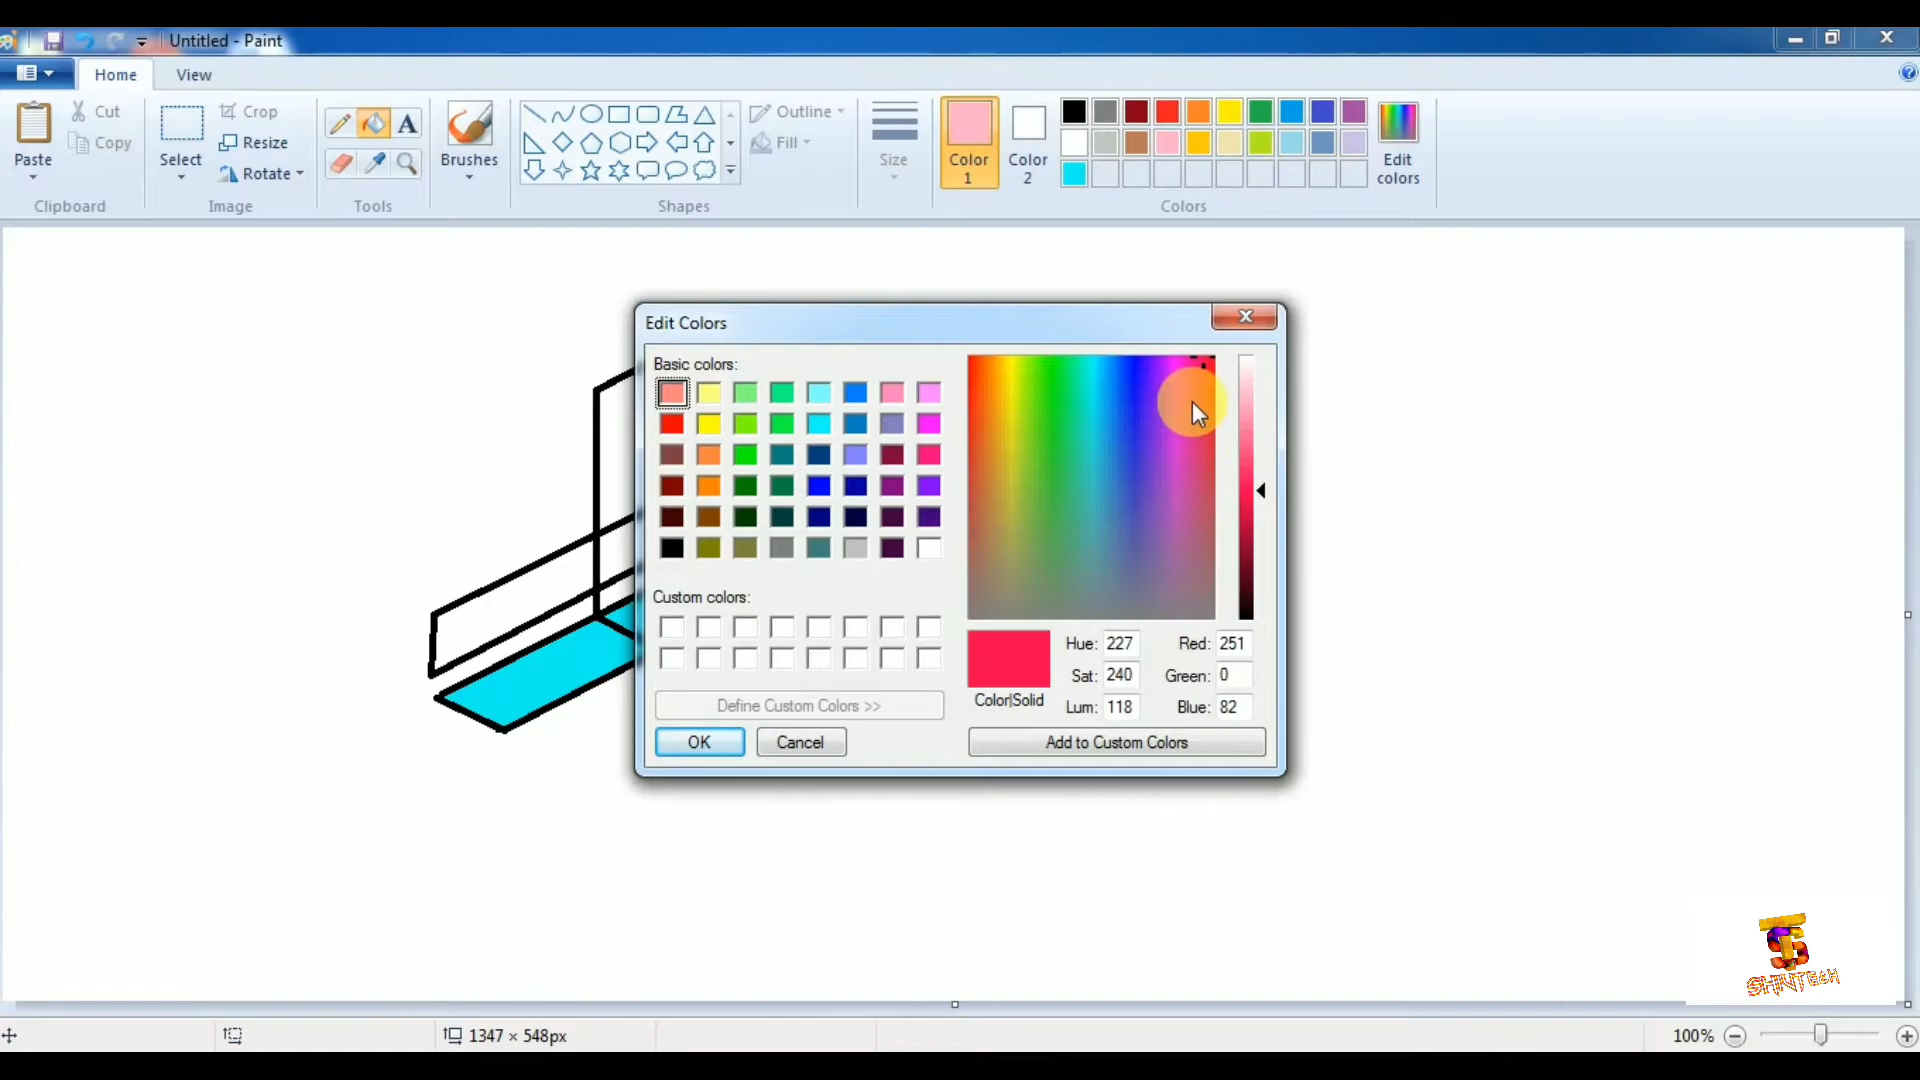 Untitled - Paint
Home View
Cut
Copy
Paste
Clipboard
Select
Crop
Resize
Rotate
Image
A
Tools
Brushes
Shapes
Outline
Fill
Size
Color
1
Color
2
Edit
colors
Colors
Edit Colors
Basic colors:
Custom colors:
Define Custom Colors >>
OK Cancel
Color|Solid
Hue: 227 Red: 251
Sat: 240 Green: 0
Lum: 118 Blue: 82
Add to Custom Colors
SHINTECH
1347 × 548px
100%